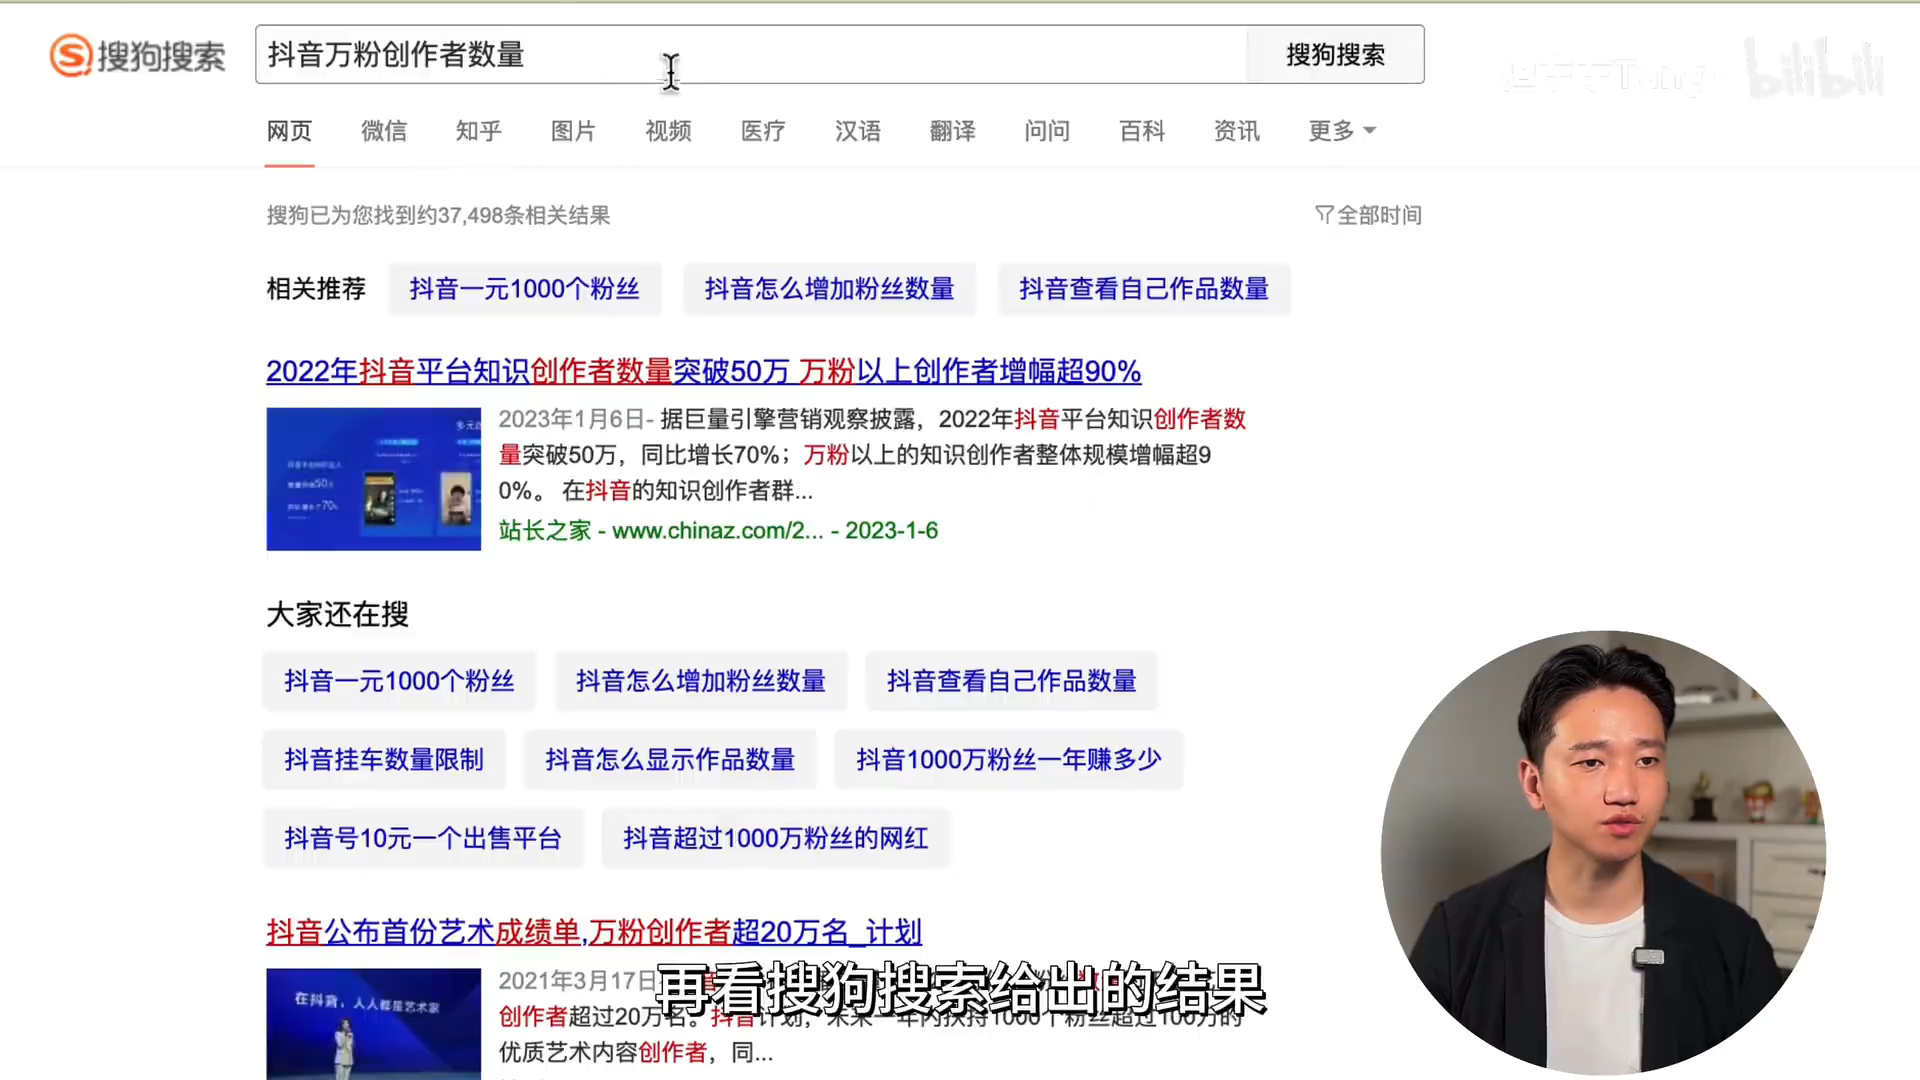 搜狗搜索
抖音万粉创作者数量
搜狗搜索
bilibili
网页 微信 知乎 图片 视频 医疗 汉语 翻译 问问 百科 资讯 更多
搜狗已为您找到约37,498条相关结果
全部时间
相关推荐 抖音一元1000个粉丝 抖音怎么增加粉丝数量 抖音查看自己作品数量
2022年抖音平台知识创作者数量突破50万 万粉以上创作者增幅超90%
2023年1月6日- 据巨量引擎营销观察披露，2022年抖音平台知识创作者数
量突破50万，同比增长70%；万粉以上的知识创作者整体规模增幅超9
0%。 在抖音的知识创作者群...
站长之家 - www.chinaz.com/2... - 2023-1-6
大家还在搜
抖音一元1000个粉丝 抖音怎么增加粉丝数量 抖音查看自己作品数量
抖音挂车数量限制 抖音怎么显示作品数量 抖音1000万粉丝一年赚多少
抖音号10元一个出售平台 抖音超过1000万粉丝的网红
抖音公布首份艺术成绩单,万粉创作者超20万名_计划
在抖音，人人都是艺术家
2021年3月17日
再看搜狗搜索给出的结果
创作者超过20万名。抖音计划，未来一年内扶持1000个粉丝超过100万的
优质艺术内容创作者，同...